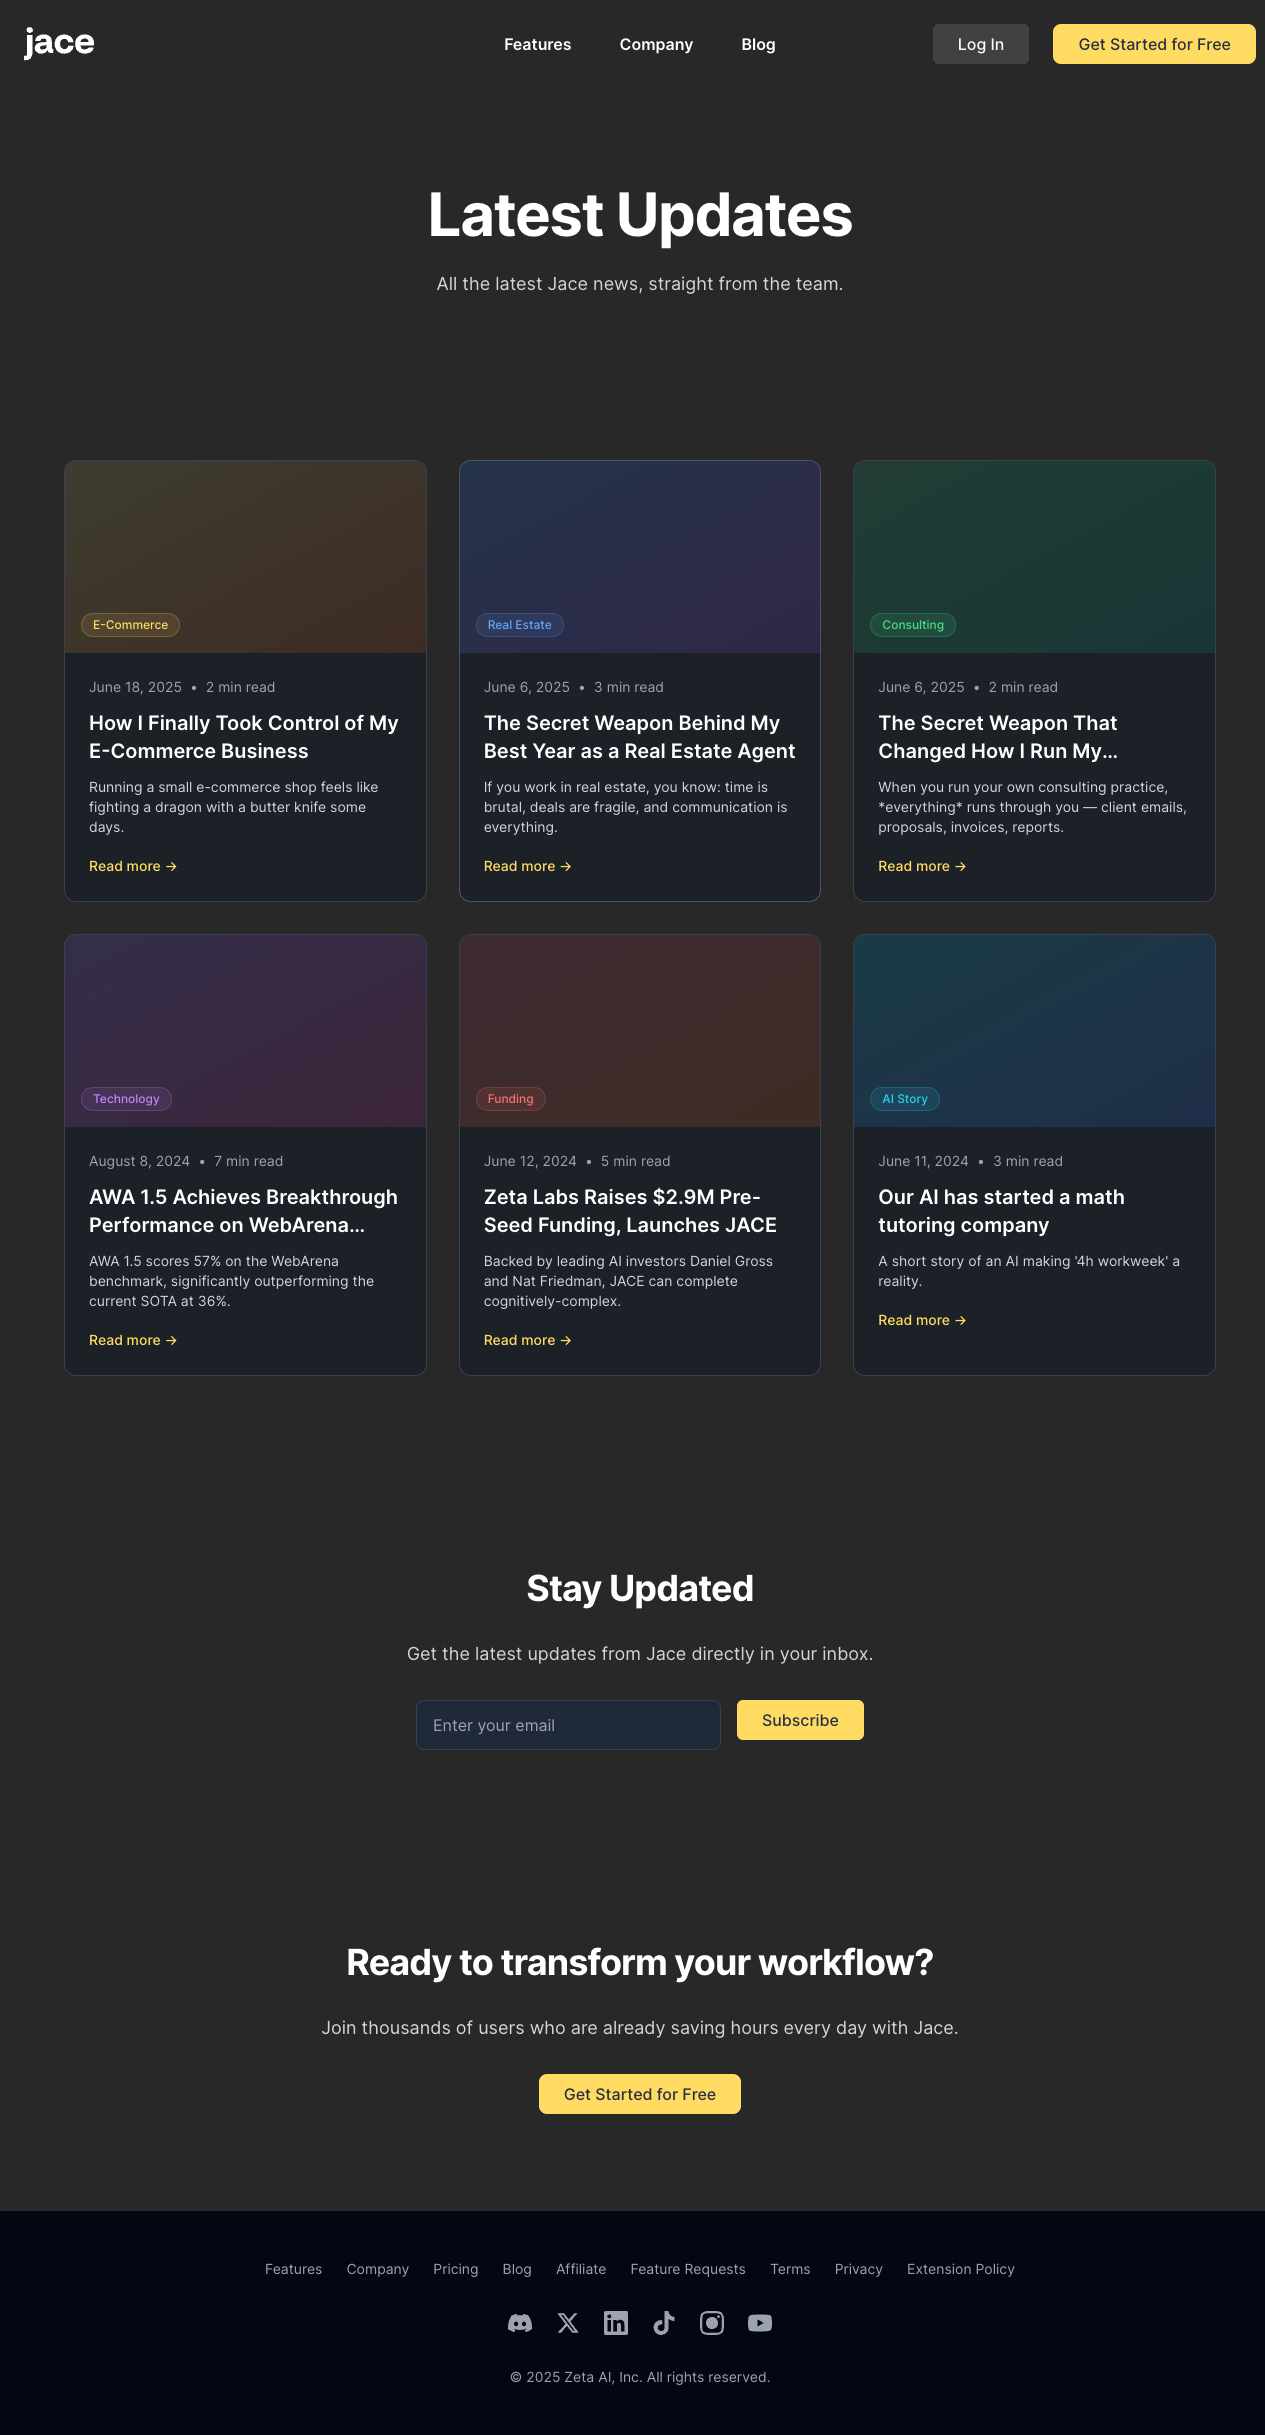 jace
Features Company Blog Log In Get Started for Free
Latest Updates
All the latest Jace news, straight from the team.
E-Commerce
June 18, 2025 • 2 min read
How I Finally Took Control of My
E-Commerce Business
Running a small e-commerce shop feels like
fighting a dragon with a butter knife some
days.
Read more →
Real Estate
June 6, 2025 • 3 min read
The Secret Weapon Behind My
Best Year as a Real Estate Agent
If you work in real estate, you know: time is
brutal, deals are fragile, and communication is
everything.
Read more →
Consulting
June 6, 2025 • 2 min read
The Secret Weapon That
Changed How I Run My...
When you run your own consulting practice,
*everything* runs through you — client emails,
proposals, invoices, reports.
Read more →
Technology
August 8, 2024 • 7 min read
AWA 1.5 Achieves Breakthrough
Performance on WebArena...
AWA 1.5 scores 57% on the WebArena
benchmark, significantly outperforming the
current SOTA at 36%.
Read more →
Funding
June 12, 2024 • 5 min read
Zeta Labs Raises $2.9M Pre-
Seed Funding, Launches JACE
Backed by leading AI investors Daniel Gross
and Nat Friedman, JACE can complete
cognitively-complex.
Read more →
AI Story
June 11, 2024 • 3 min read
Our AI has started a math
tutoring company
A short story of an AI making '4h workweek' a
reality.
Read more →
Stay Updated
Get the latest updates from Jace directly in your inbox.
Enter your email Subscribe
Ready to transform your workflow?
Join thousands of users who are already saving hours every day with Jace.
Get Started for Free
Features Company Pricing Blog Affiliate Feature Requests Terms Privacy Extension Policy
© 2025 Zeta AI, Inc. All rights reserved.